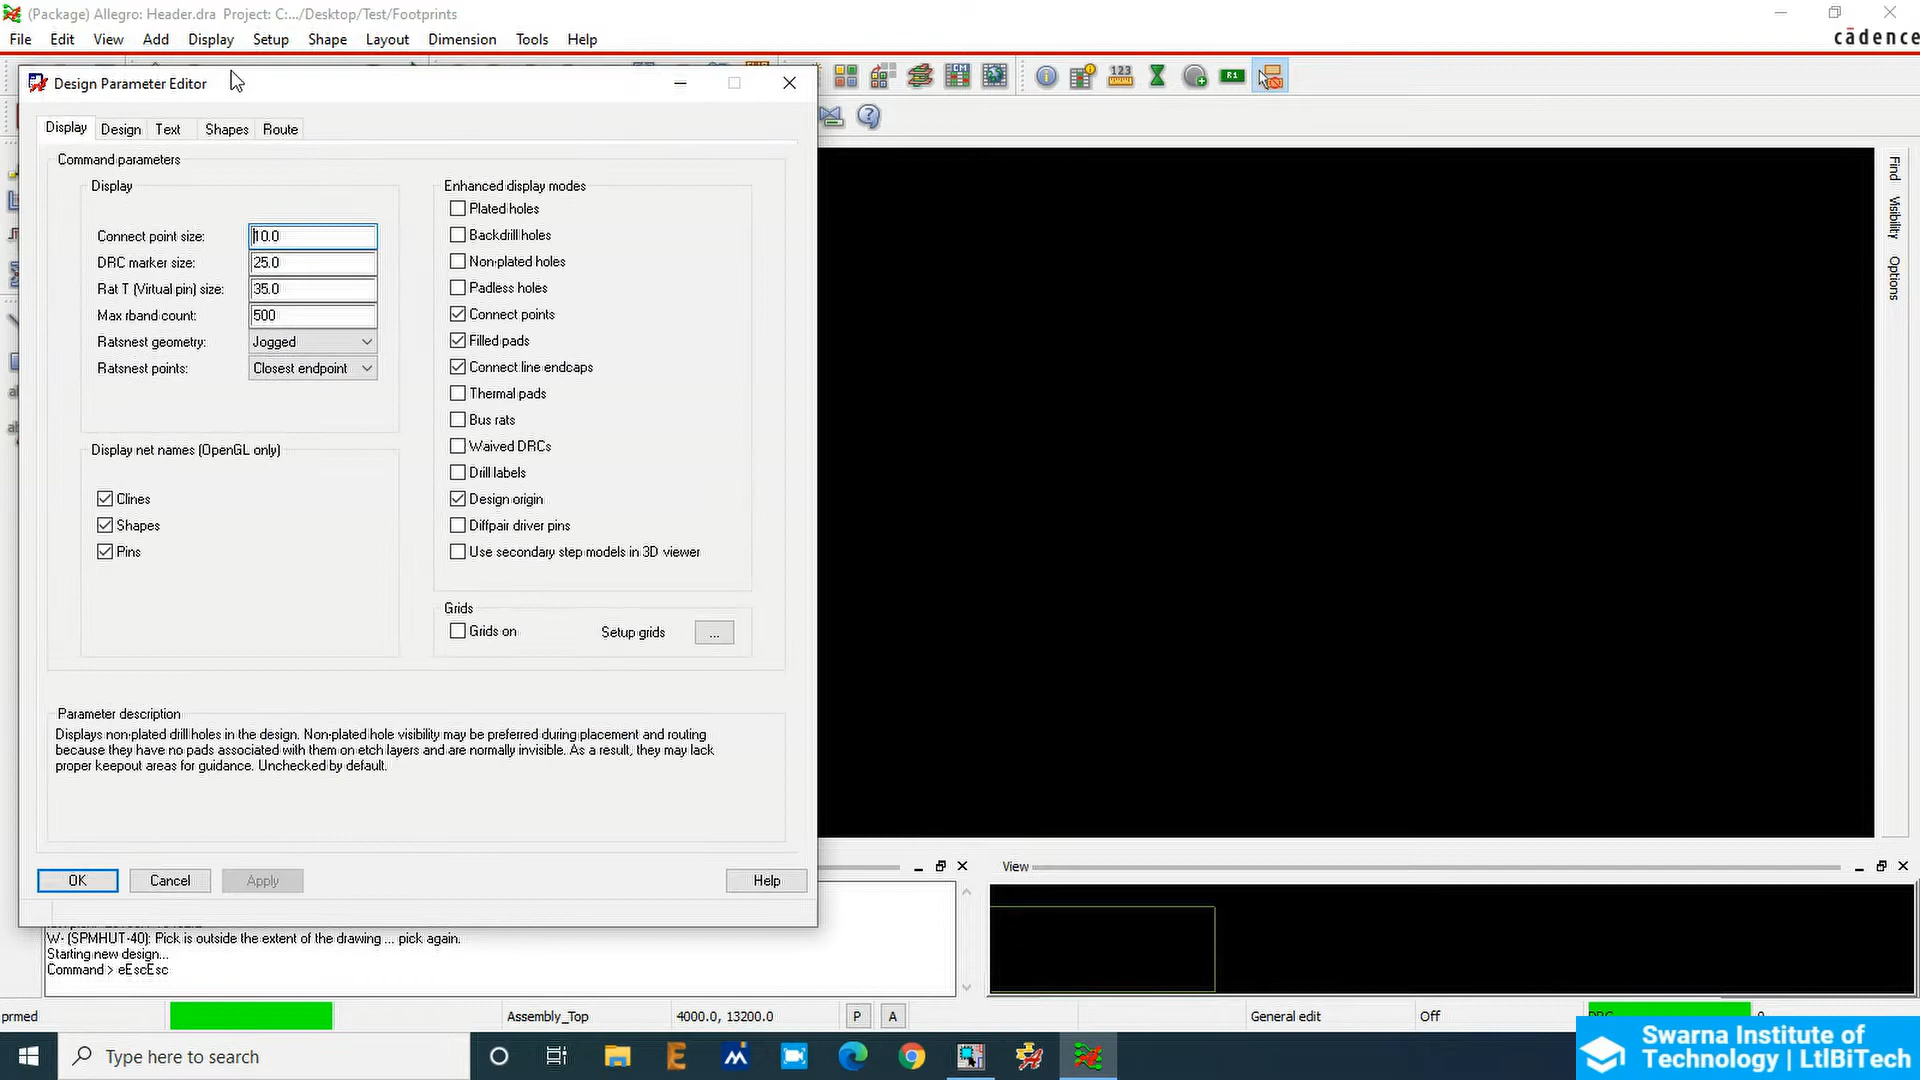 (Package) Allegro: Header.dra Project: C:.../Desktop/Test/Footprints
File Edit View Add Display Setup Shape Layout Dimension Tools Help
cādence
Design Parameter Editor
Display Design Text Shapes Route
Command parameters
Display
Connect point size: 10.0
DRC marker size: 25.0
Rat T (Virtual pin) size: 35.0
Max rband count: 500
Ratsnest geometry: Jogged
Ratsnest points: Closest endpoint
Display net names (OpenGL only)
Clines
Shapes
Pins
Enhanced display modes
Plated holes
Backdrill holes
Non-plated holes
Padless holes
Connect points
Filled pads
Connect line endcaps
Thermal pads
Bus rats
Waived DRCs
Drill labels
Design origin
Diffpair driver pins
Use secondary step models in 3D viewer
Grids
Grids on Setup grids ...
Parameter description
Displays non-plated drill holes in the design. Non-plated hole visibility may be preferred during placement and routing
because they have no pads associated with them on etch layers and are normally invisible. As a result, they may lack
proper keepout areas for guidance. Unchecked by default.
OK Cancel Apply Help
Find
Visibility
Options
View
W- (SPMHUT-40): Pick is outside the extent of the drawing ... pick again.
Starting new design...
Command > eEscEsc
prmed Assembly_Top 4000.0, 13200.0 P A General edit Off
Type here to search
Swarna Institute of
Technology | LtlBiTech